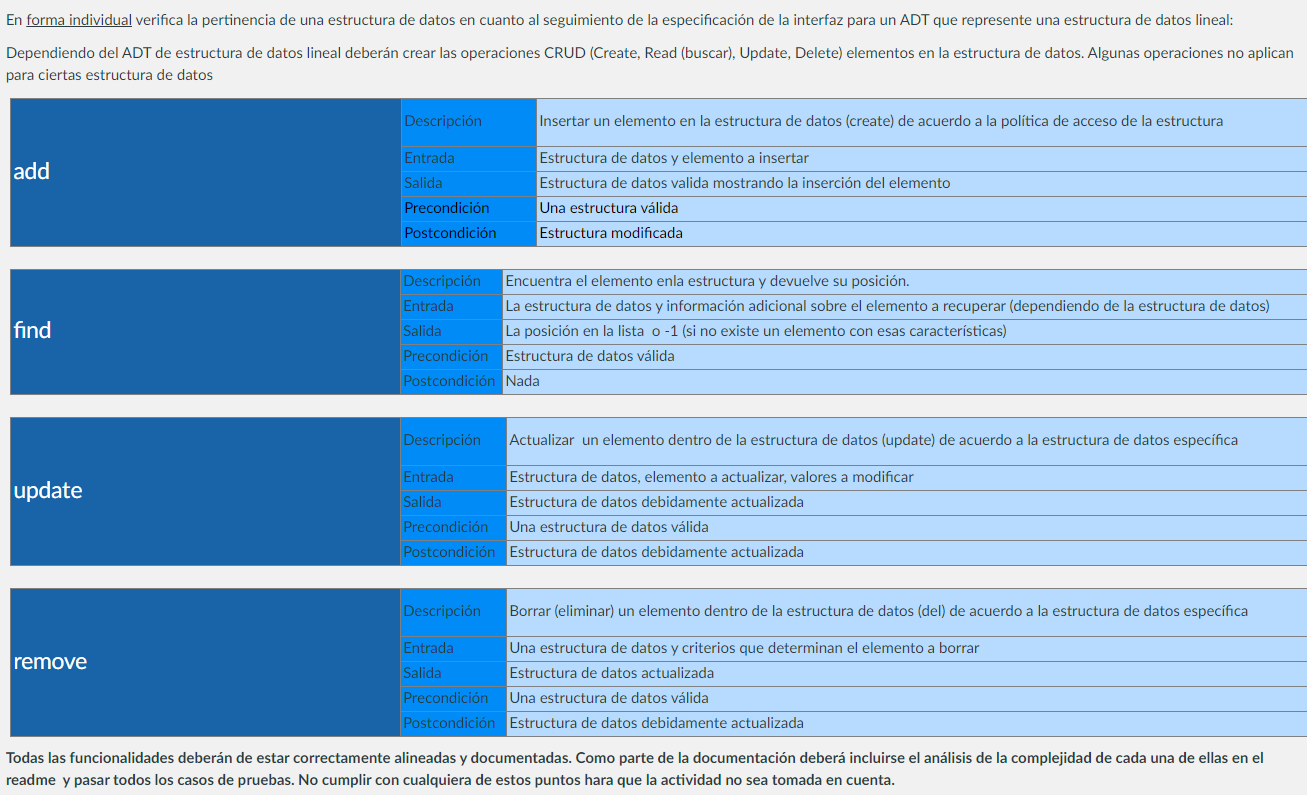 En forma individual verifica la pertinencia de una estructura de datos en cuanto al seguimiento de la especificación de la interfaz para un ADT que represente una estructura de datos lineal:
Dependiendo del ADT de estructura de datos lineal deberán crear las operaciones CRUD (Create, Read (buscar), Update, Delete) elementos en la estructura de datos. Algunas operaciones no aplican
para ciertas estructura de datos
add
Descripción Insertar un elemento en la estructura de datos (create) de acuerdo a la política de acceso de la estructura
Entrada Estructura de datos y elemento a insertar
Salida Estructura de datos valida mostrando la inserción del elemento
Precondición Una estructura válida
Postcondición Estructura modificada
find
Descripción Encuentra el elemento enla estructura y devuelve su posición.
Entrada La estructura de datos y información adicional sobre el elemento a recuperar (dependiendo de la estructura de datos)
Salida La posición en la lista  o -1 (si no existe un elemento con esas características)
Precondición Estructura de datos válida
Postcondición Nada
update
Descripción Actualizar  un elemento dentro de la estructura de datos (update) de acuerdo a la estructura de datos específica
Entrada Estructura de datos, elemento a actualizar, valores a modificar
Salida Estructura de datos debidamente actualizada
Precondición Una estructura de datos válida
Postcondición Estructura de datos debidamente actualizada
remove
Descripción Borrar (eliminar) un elemento dentro de la estructura de datos (del) de acuerdo a la estructura de datos específica
Entrada Una estructura de datos y criterios que determinan el elemento a borrar
Salida Estructura de datos actualizada
Precondición Una estructura de datos válida
Postcondición Estructura de datos debidamente actualizada
Todas las funcionalidades deberán de estar correctamente alineadas y documentadas. Como parte de la documentación deberá incluirse el análisis de la complejidad de cada una de ellas en el
readme  y pasar todos los casos de pruebas. No cumplir con cualquiera de estos puntos hara que la actividad no sea tomada en cuenta.